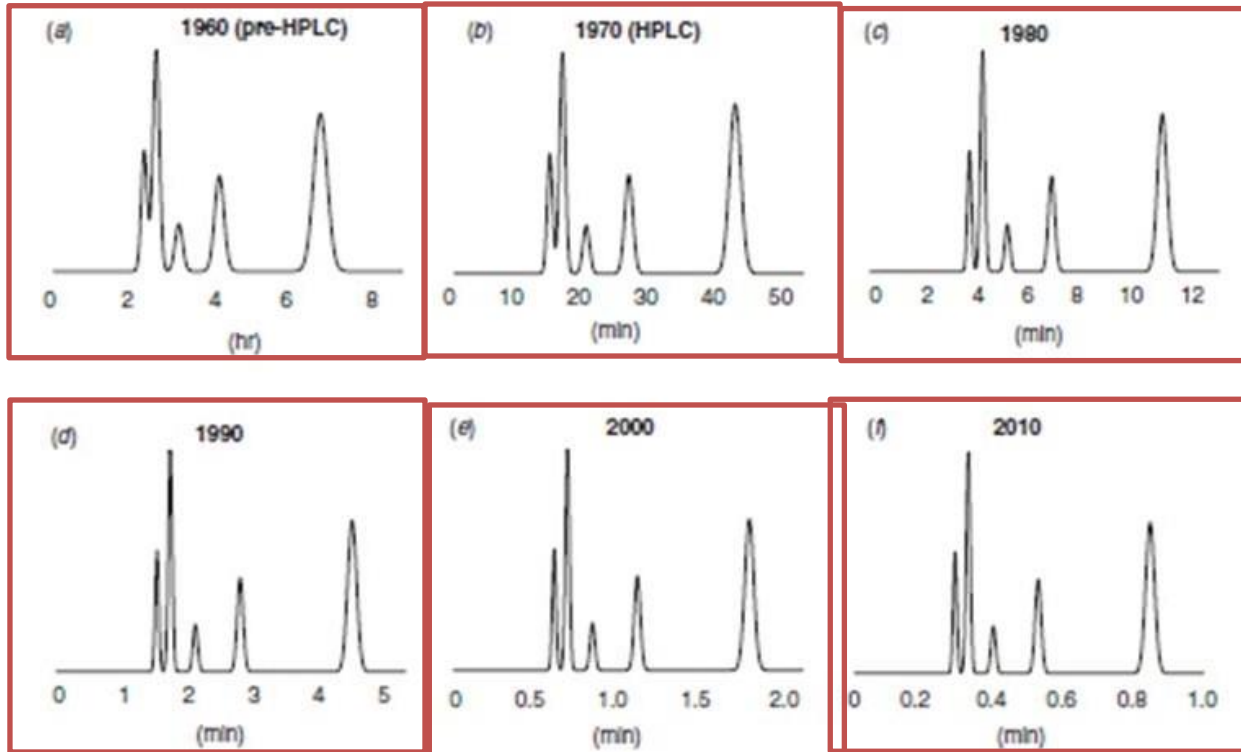 (a) 1960 (pre-HPLC)
0 2 4 6 8
(hr)
(b) 1970 (HPLC)
0 10 20 30 40 50
(min)
(c) 1980
0 2 4 6 8 10 12
(min)
(d) 1990
0 1 2 3 4 5
(min)
(e) 2000
0 0.5 1.0 1.5 2.0
(min)
(f) 2010
0 0.2 0.4 0.6 0.8 1.0
(min)